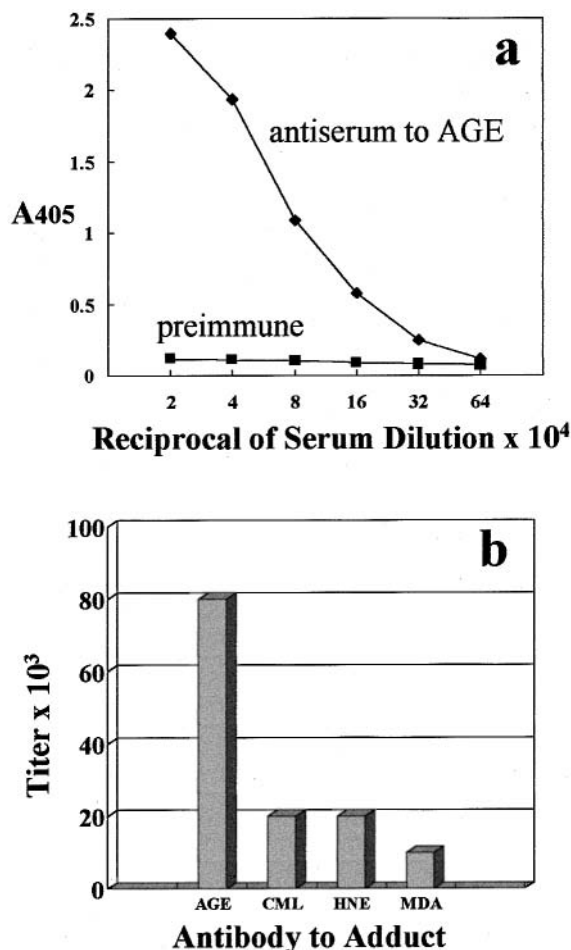 2.5
a
2
antiserum to AGE
1.5
A405
1
0.5
preimmune
0
2 4 8 16 32 64
Reciprocal of Serum Dilution x 10⁴
100
b
80
60
Titer x 10³
40
20
0
AGE CML HNE MDA
Antibody to Adduct